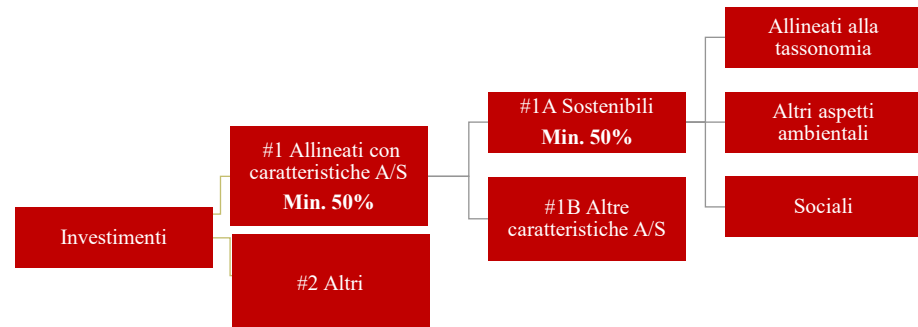 Investimenti
#1 Allineati con
caratteristiche A/S
Min. 50%
#2 Altri
#1A Sostenibili
Min. 50%
#1B Altre
caratteristiche A/S
Allineati alla
tassonomia
Altri aspetti
ambientali
Sociali